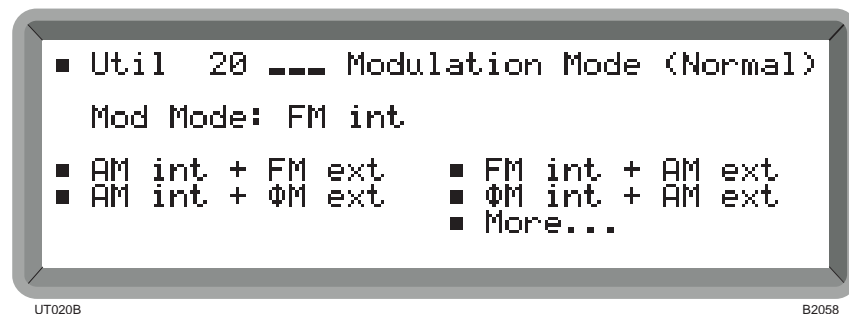 ▪ Util 20 ___ Modulation Mode (Normal)
Mod Mode: FM int
▪ AM int + FM ext ▪ FM int + AM ext
▪ AM int + ΦM ext ▪ ΦM int + AM ext
▪ More...
UT020B B2058